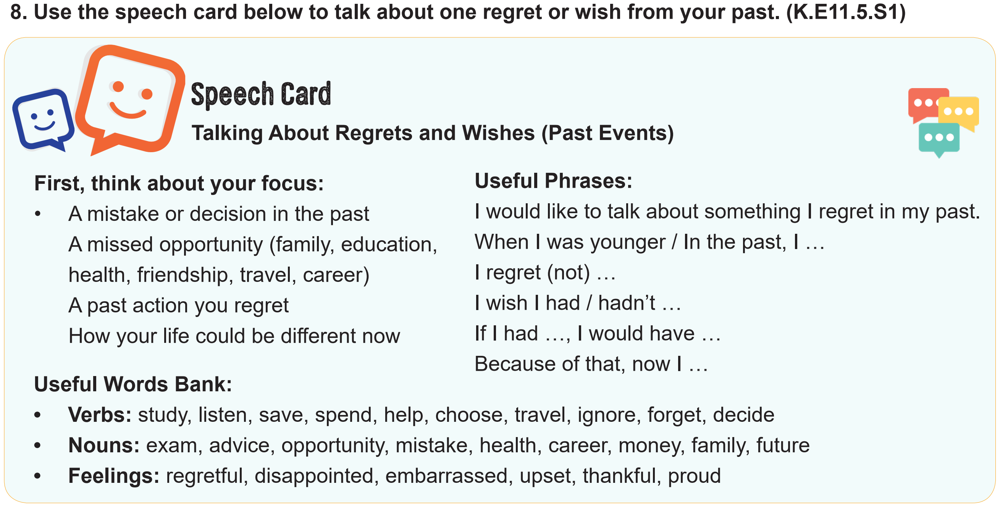 8. Use the speech card below to talk about one regret or wish from your past. (K.E11.5.S1)
Speech Card
Talking About Regrets and Wishes (Past Events)
First, think about your focus:
• A mistake or decision in the past
A missed opportunity (family, education,
health, friendship, travel, career)
A past action you regret
How your life could be different now
Useful Phrases:
I would like to talk about something I regret in my past.
When I was younger / In the past, I …
I regret (not) …
I wish I had / hadn’t …
If I had …, I would have …
Because of that, now I …
Useful Words Bank:
• Verbs: study, listen, save, spend, help, choose, travel, ignore, forget, decide
• Nouns: exam, advice, opportunity, mistake, health, career, money, family, future
• Feelings: regretful, disappointed, embarrassed, upset, thankful, proud